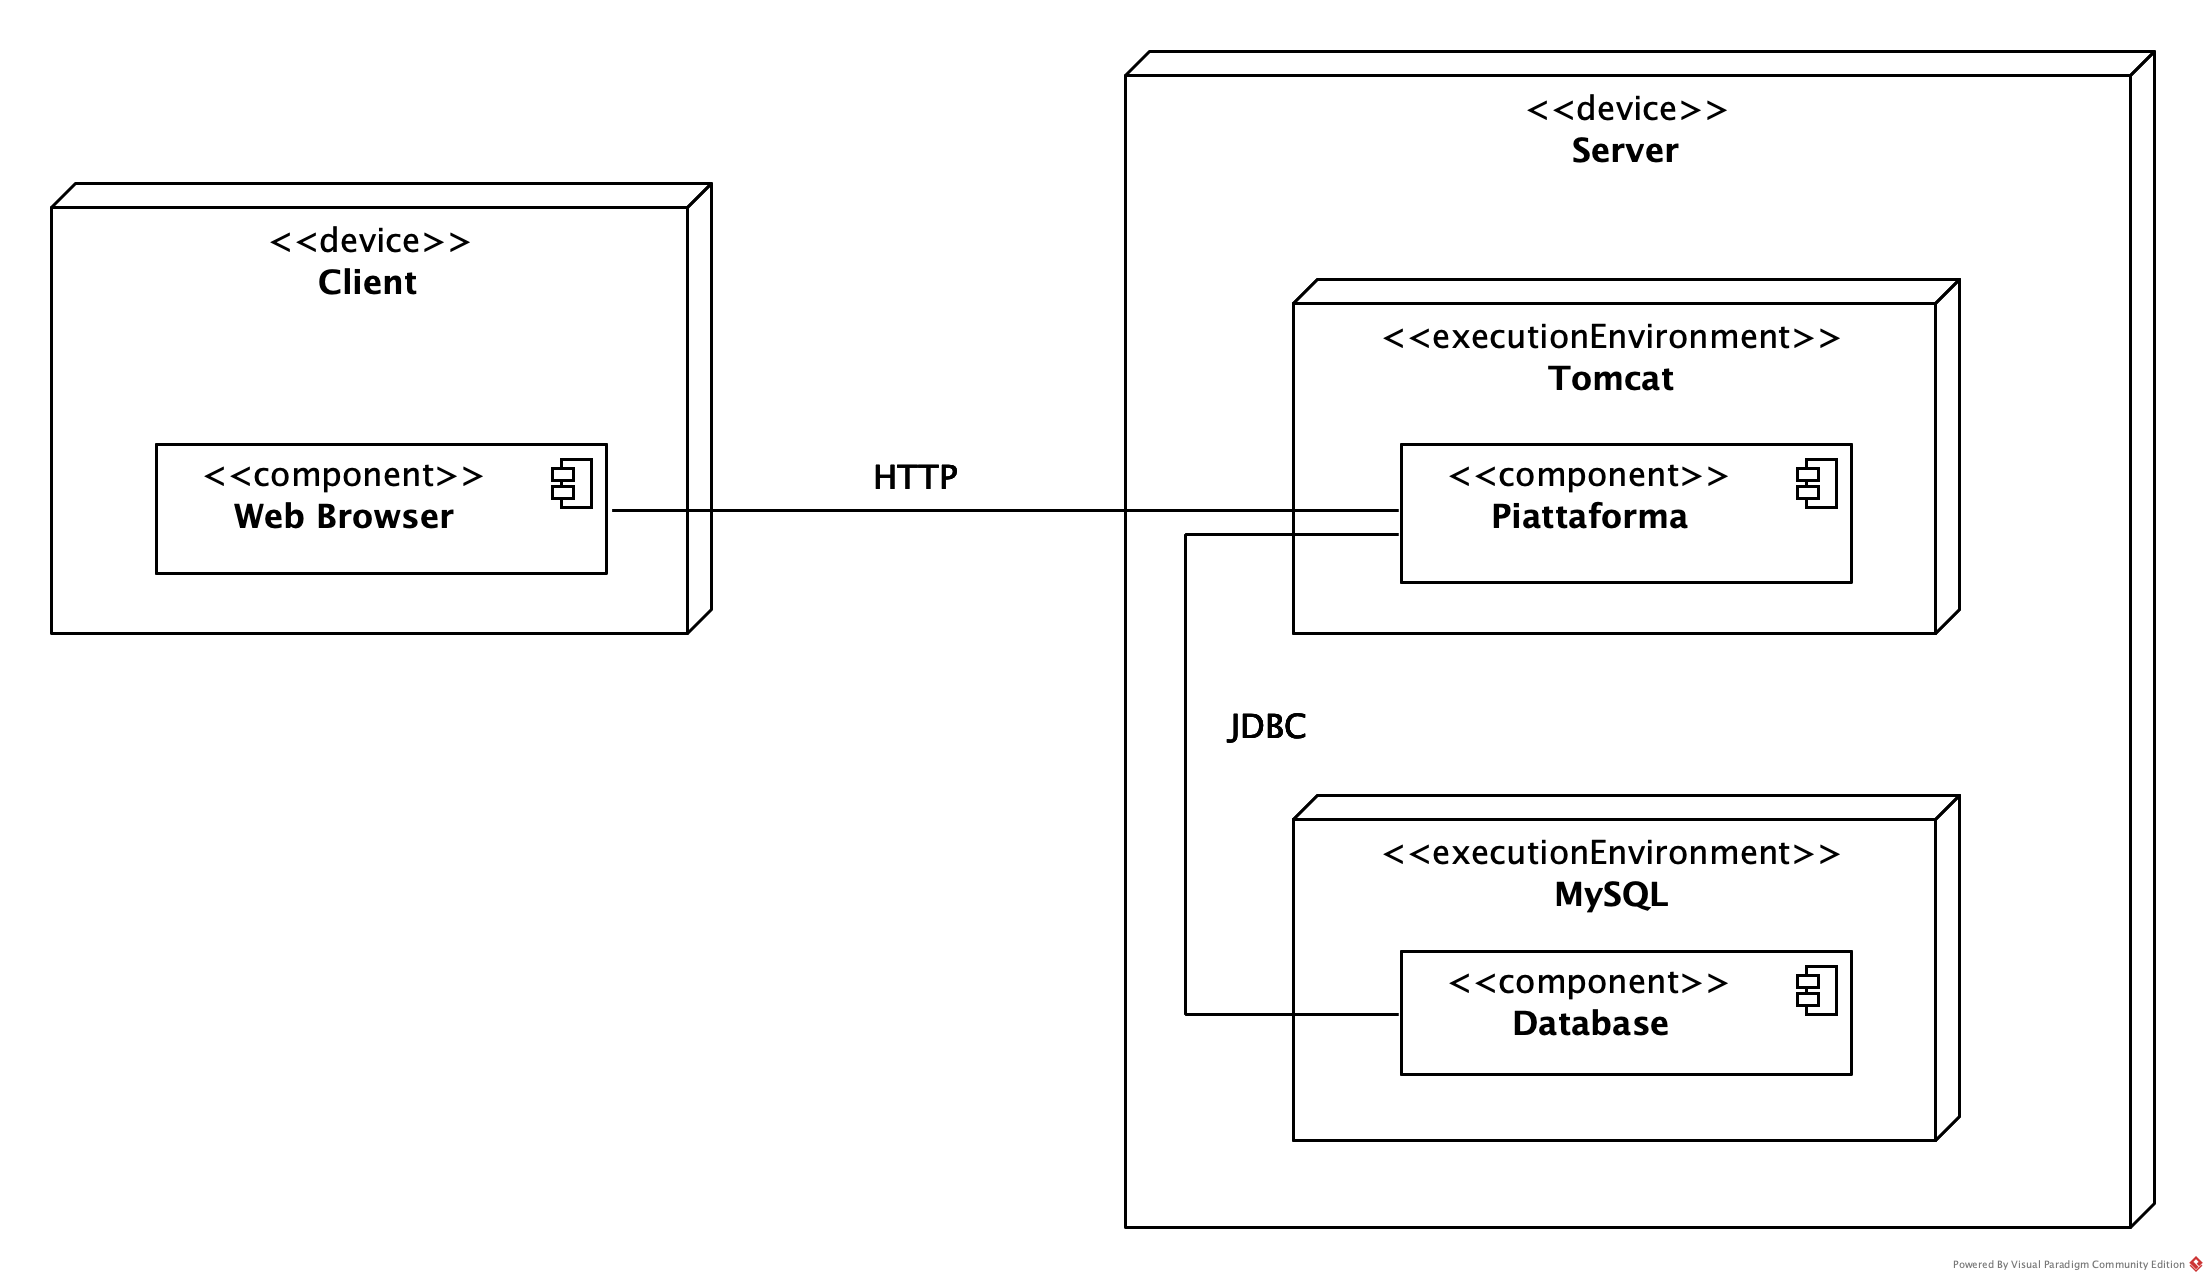 <<device>>
Client
<<component>>
Web Browser
HTTP
<<device>>
Server
<<executionEnvironment>>
Tomcat
<<component>>
Piattaforma
JDBC
<<executionEnvironment>>
MySQL
<<component>>
Database
Powered By Visual Paradigm Community Edition